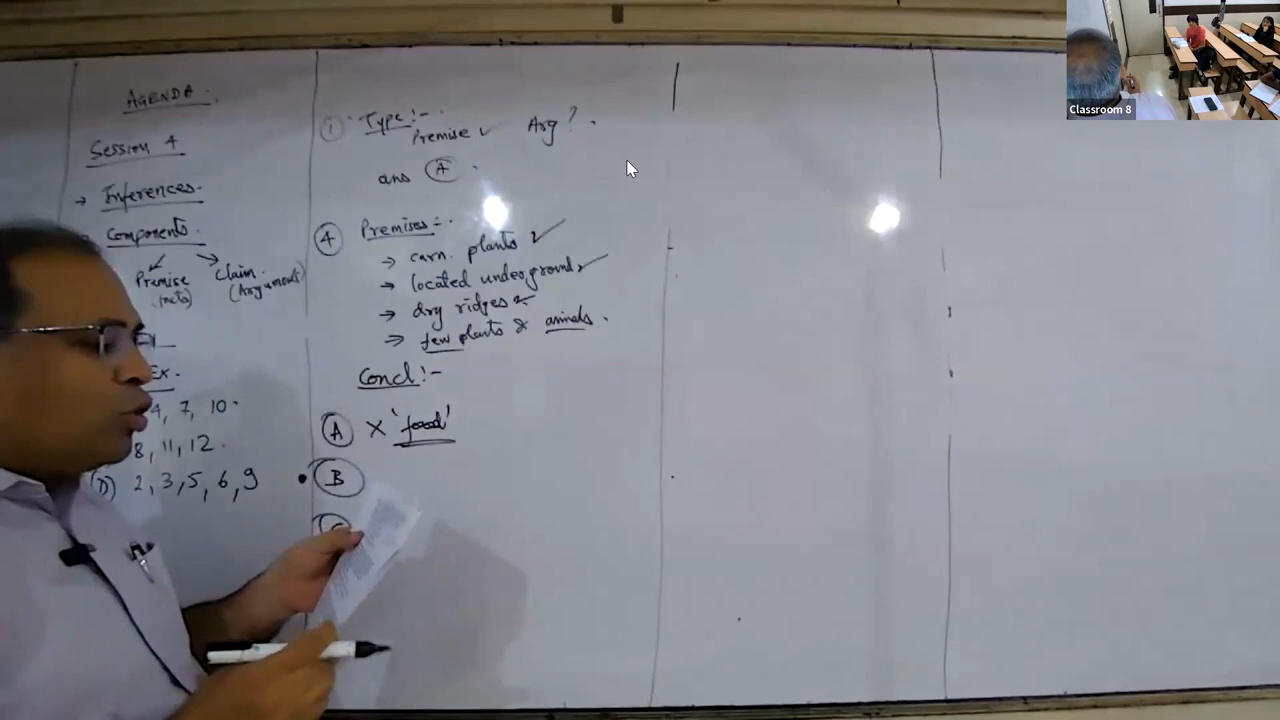 AGENDA.
Session 4
→ Inferences.
Components.
Premise
Claim.
(Argument)
Ex.
4, 7, 10.
8, 11, 12.
(D) 2, 3, 5, 6, 9
① Type:-
Premise ✓ Arg?.
ans Ⓐ.
④ Premises:-
→ carn. plants ✓
→ located underground ✓
→ dry ridges ✓
→ few plants & animals.
Concl:-
Ⓐ X 'food'
Ⓑ
Classroom 8